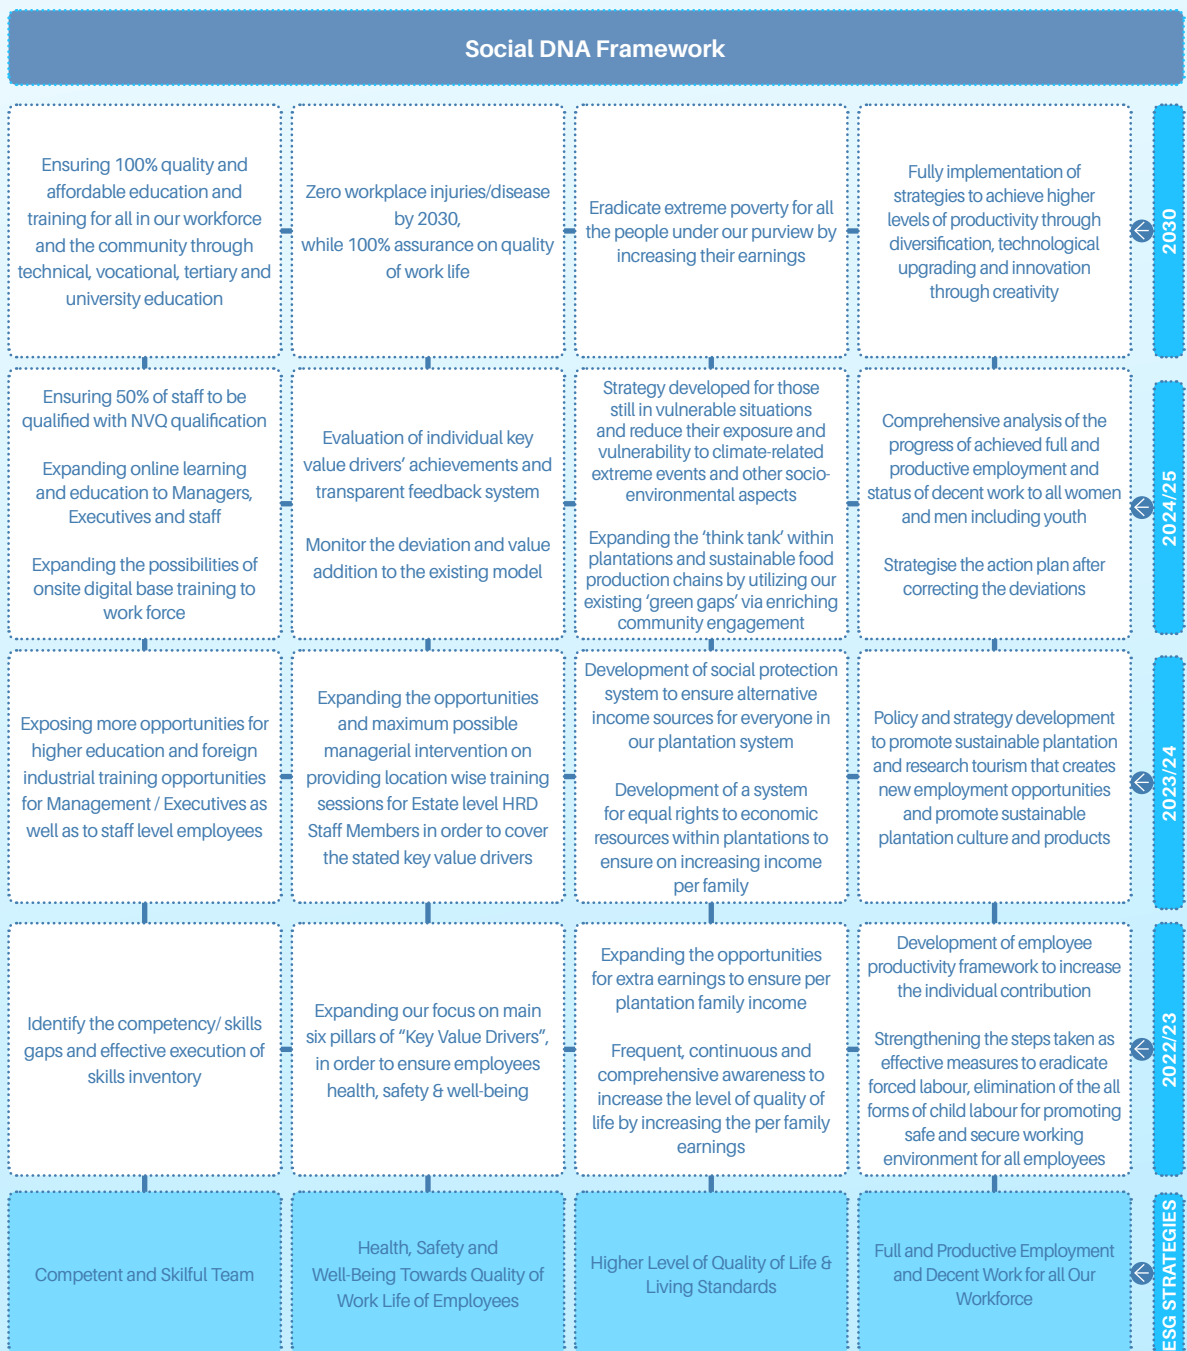 Social DNA Framework
Ensuring 100% quality and
affordable education and
training for all in our workforce
and the community through
technical, vocational, tertiary and
university education
Zero workplace injuries/disease
by 2030,
while 100% assurance on quality
of work life
Eradicate extreme poverty for all
the people under our purview by
increasing their earnings
Fully implementation of
strategies to achieve higher
levels of productivity through
diversification, technological
upgrading and innovation
through creativity
2030
Ensuring 50% of staff to be
qualified with NVQ qualification
Expanding online learning
and education to Managers,
Executives and staff
Expanding the possibilities of
onsite digital base training to
work force
Evaluation of individual key
value drivers’ achievements and
transparent feedback system
Monitor the deviation and value
addition to the existing model
Strategy developed for those
still in vulnerable situations
and reduce their exposure and
vulnerability to climate-related
extreme events and other socio-
environmental aspects
Expanding the ‘think tank’ within
plantations and sustainable food
production chains by utilizing our
existing ‘green gaps’ via enriching
community engagement
Comprehensive analysis of the
progress of achieved full and
productive employment and
status of decent work to all women
and men including youth
Strategise the action plan after
correcting the deviations
2024/25
Exposing more opportunities for
higher education and foreign
industrial training opportunities
for Management / Executives as
well as to staff level employees
Expanding the opportunities
and maximum possible
managerial intervention on
providing location wise training
sessions for Estate level HRD
Staff Members in order to cover
the stated key value drivers
Development of social protection
system to ensure alternative
income sources for everyone in
our plantation system
Development of a system
for equal rights to economic
resources within plantations to
ensure on increasing income
per family
Policy and strategy development
to promote sustainable plantation
and research tourism that creates
new employment opportunities
and promote sustainable
plantation culture and products
2023/24
Identify the competency/ skills
gaps and effective execution of
skills inventory
Expanding our focus on main
six pillars of “Key Value Drivers”,
in order to ensure employees
health, safety & well-being
Expanding the opportunities
for extra earnings to ensure per
plantation family income
Frequent, continuous and
comprehensive awareness to
increase the level of quality of
life by increasing the per family
earnings
Development of employee
productivity framework to increase
the individual contribution
Strengthening the steps taken as
effective measures to eradicate
forced labour, elimination of the all
forms of child labour for promoting
safe and secure working
environment for all employees
2022/23
Competent and Skilful Team
Health, Safety and
Well-Being Towards Quality of
Work Life of Employees
Higher Level of Quality of Life &
Living Standards
Full and Productive Employment
and Decent Work for all Our
Workforce
ESG STRATEGIES